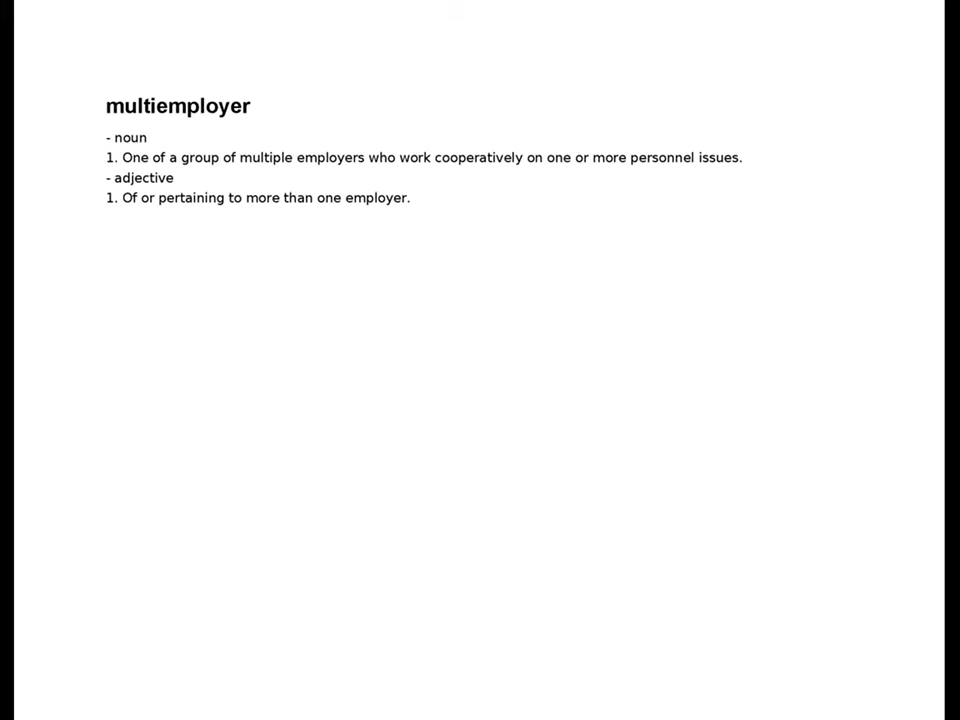 multiemployer
- noun
1. One of a group of multiple employers who work cooperatively on one or more personnel issues.
- adjective
1. Of or pertaining to more than one employer.